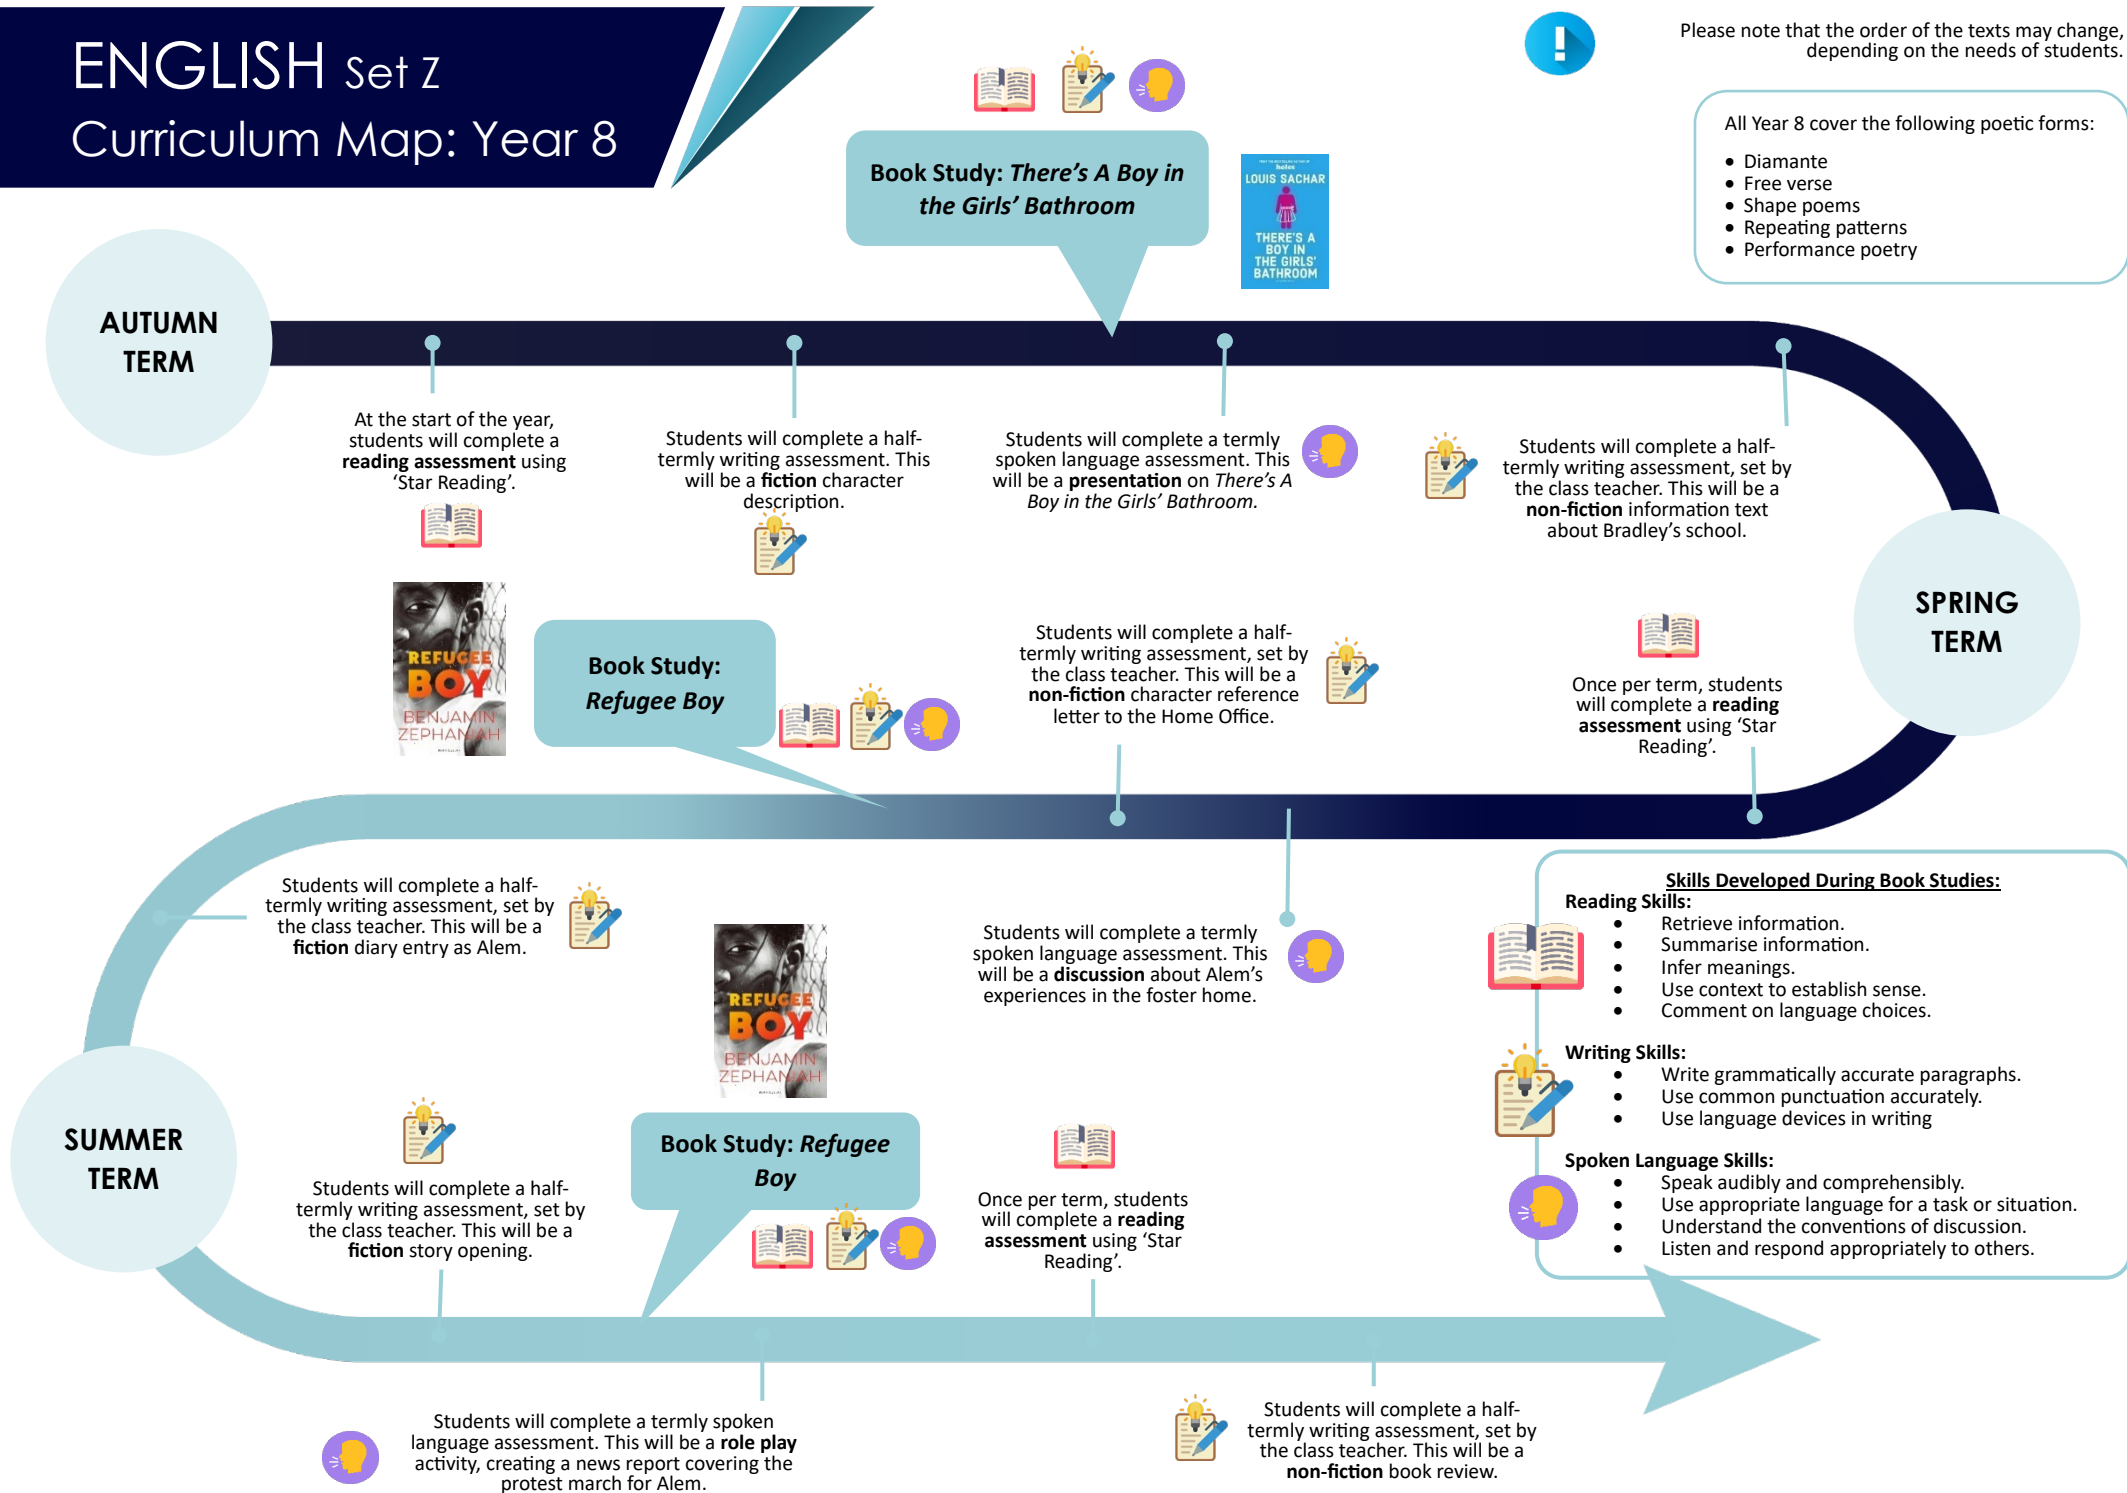 ENGLISH Set Z
Curriculum Map: Year 8
Please note that the order of the texts may change,
depending on the needs of students.
All Year 8 cover the following poetic forms:
• Diamante
• Free verse
• Shape poems
• Repeating patterns
• Performance poetry
Book Study: There's A Boy in
the Girls' Bathroom
holes
LOUIS SACHAR
THERE'S A
BOY IN
THE GIRLS'
BATHROOM
AUTUMN
TERM
At the start of the year,
students will complete a
reading assessment using
‘Star Reading’.
Students will complete a half-
termly writing assessment. This
will be a fiction character
description.
Students will complete a termly
spoken language assessment. This
will be a presentation on There's A
Boy in the Girls' Bathroom.
Students will complete a half-
termly writing assessment, set by
the class teacher. This will be a
non-fiction information text
about Bradley’s school.
SPRING
TERM
Once per term, students
will complete a reading
assessment using ‘Star
Reading’.
Students will complete a half-
termly writing assessment, set by
the class teacher. This will be a
non-fiction character reference
letter to the Home Office.
Book Study:
Refugee Boy
REFUGEE
BOY
BENJAMIN
ZEPHANIAH
Students will complete a termly
spoken language assessment. This
will be a discussion about Alem’s
experiences in the foster home.
Students will complete a half-
termly writing assessment, set by
the class teacher. This will be a
fiction diary entry as Alem.
Skills Developed During Book Studies:
Reading Skills:
• Retrieve information.
• Summarise information.
• Infer meanings.
• Use context to establish sense.
• Comment on language choices.
Writing Skills:
• Write grammatically accurate paragraphs.
• Use common punctuation accurately.
• Use language devices in writing
Spoken Language Skills:
• Speak audibly and comprehensibly.
• Use appropriate language for a task or situation.
• Understand the conventions of discussion.
• Listen and respond appropriately to others.
SUMMER
TERM
Students will complete a half-
termly writing assessment, set by
the class teacher. This will be a
fiction story opening.
REFUGEE
BOY
BENJAMIN
ZEPHANIAH
Book Study: Refugee
Boy
Once per term, students
will complete a reading
assessment using ‘Star
Reading’.
Students will complete a termly spoken
language assessment. This will be a role play
activity, creating a news report covering the
protest march for Alem.
Students will complete a half-
termly writing assessment, set by
the class teacher. This will be a
non-fiction book review.